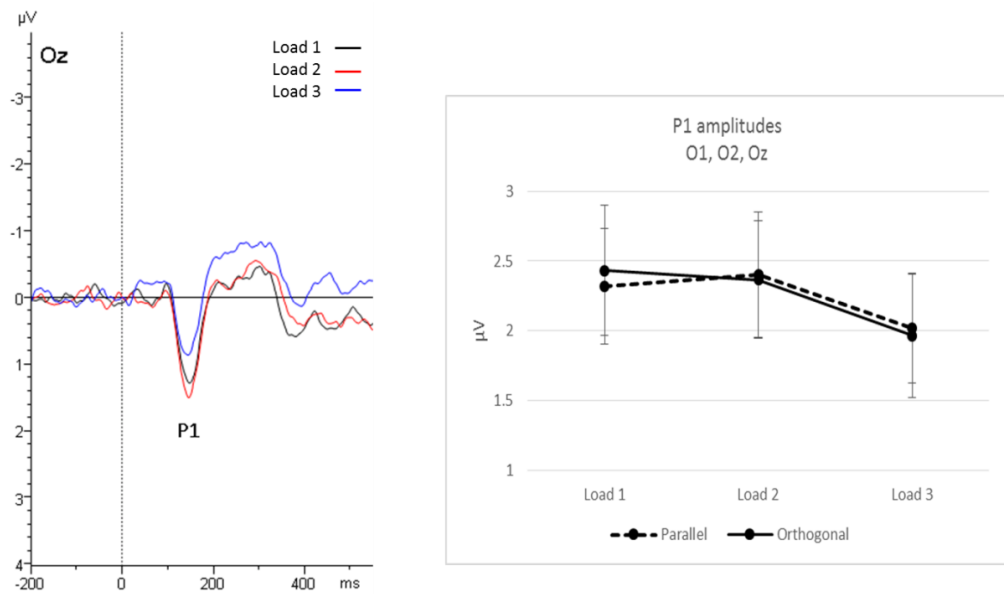 µV
Oz
Load 1
Load 2
Load 3
-3
-2
-1
0
1
2
3
4
P1
-200
0
200
400
ms
P1 amplitudes
O1, O2, Oz
3
2.5
2
1.5
1
µV
Load 1
Load 2
Load 3
Parallel
Orthogonal